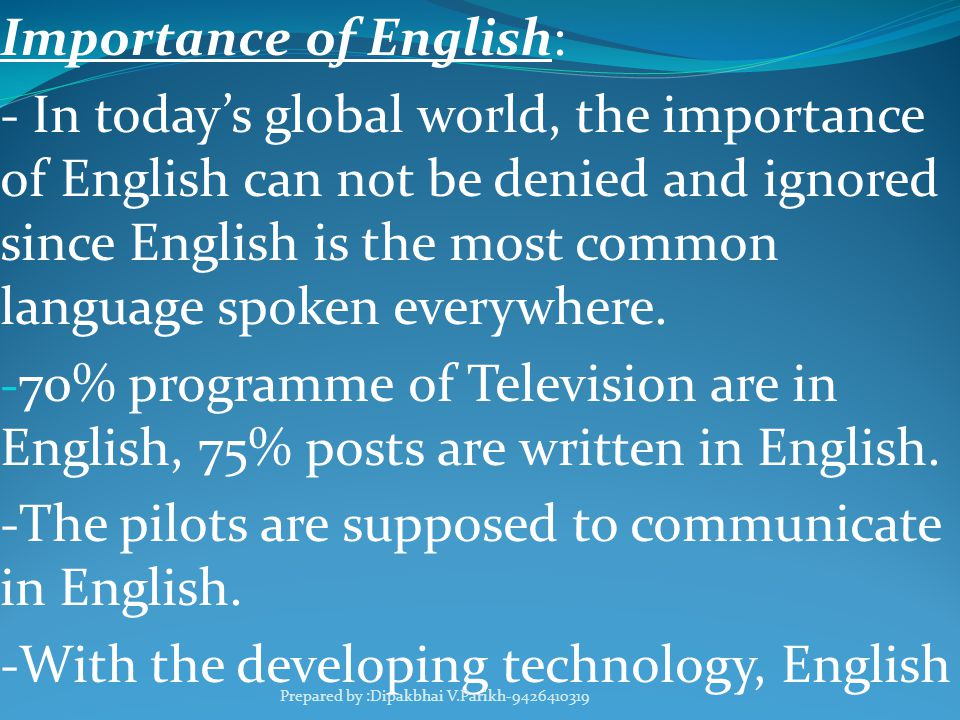 Importance of English:
- In today’s global world, the importance
of English can not be denied and ignored
since English is the most common
language spoken everywhere.
-70% programme of Television are in
English, 75% posts are written in English.
-The pilots are supposed to communicate
in English.
-With the developing technology, English
Prepared by :Dipakbhai V.Parikh-9426410319